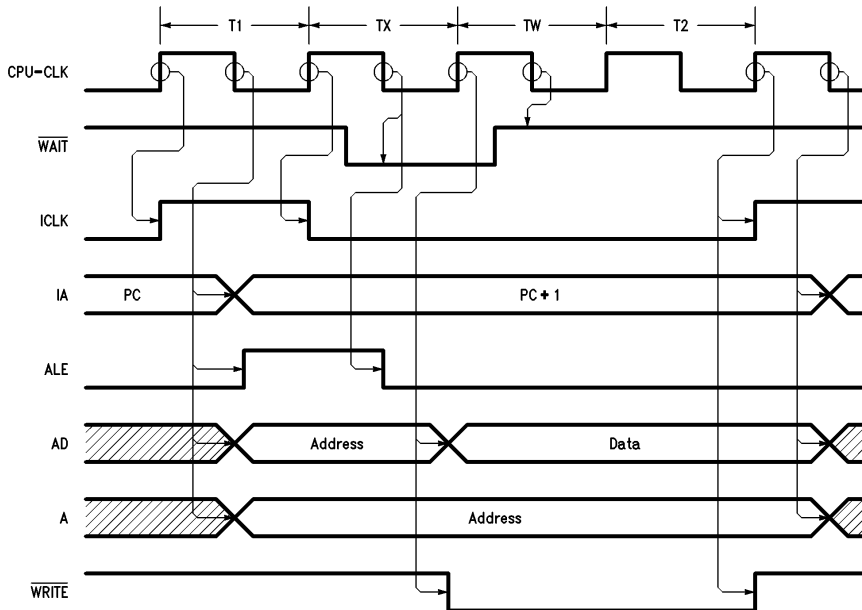 T1 TX TW T2
CPU-CLK
WAIT
ICLK
IA PC PC + 1
ALE
AD Address Data
A Address
WRITE